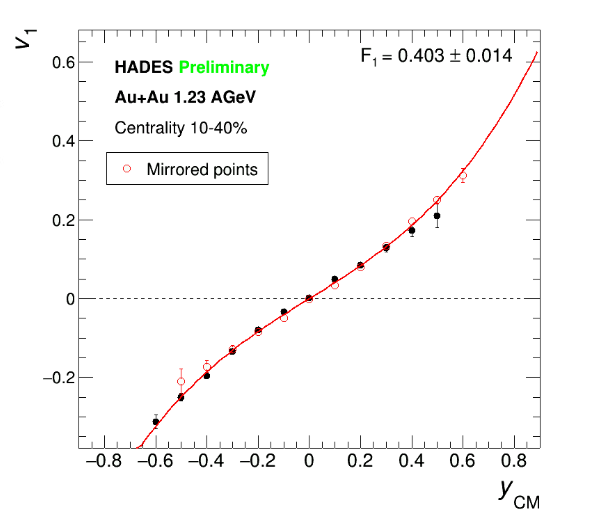 v1
0.6
0.4
0.2
0
−0.2
F1 = 0.403 ± 0.014
HADES Preliminary
Au+Au 1.23 AGeV
Centrality 10-40%
Mirrored points
−0.8 −0.6 −0.4 −0.2 0 0.2 0.4 0.6 0.8
yCM